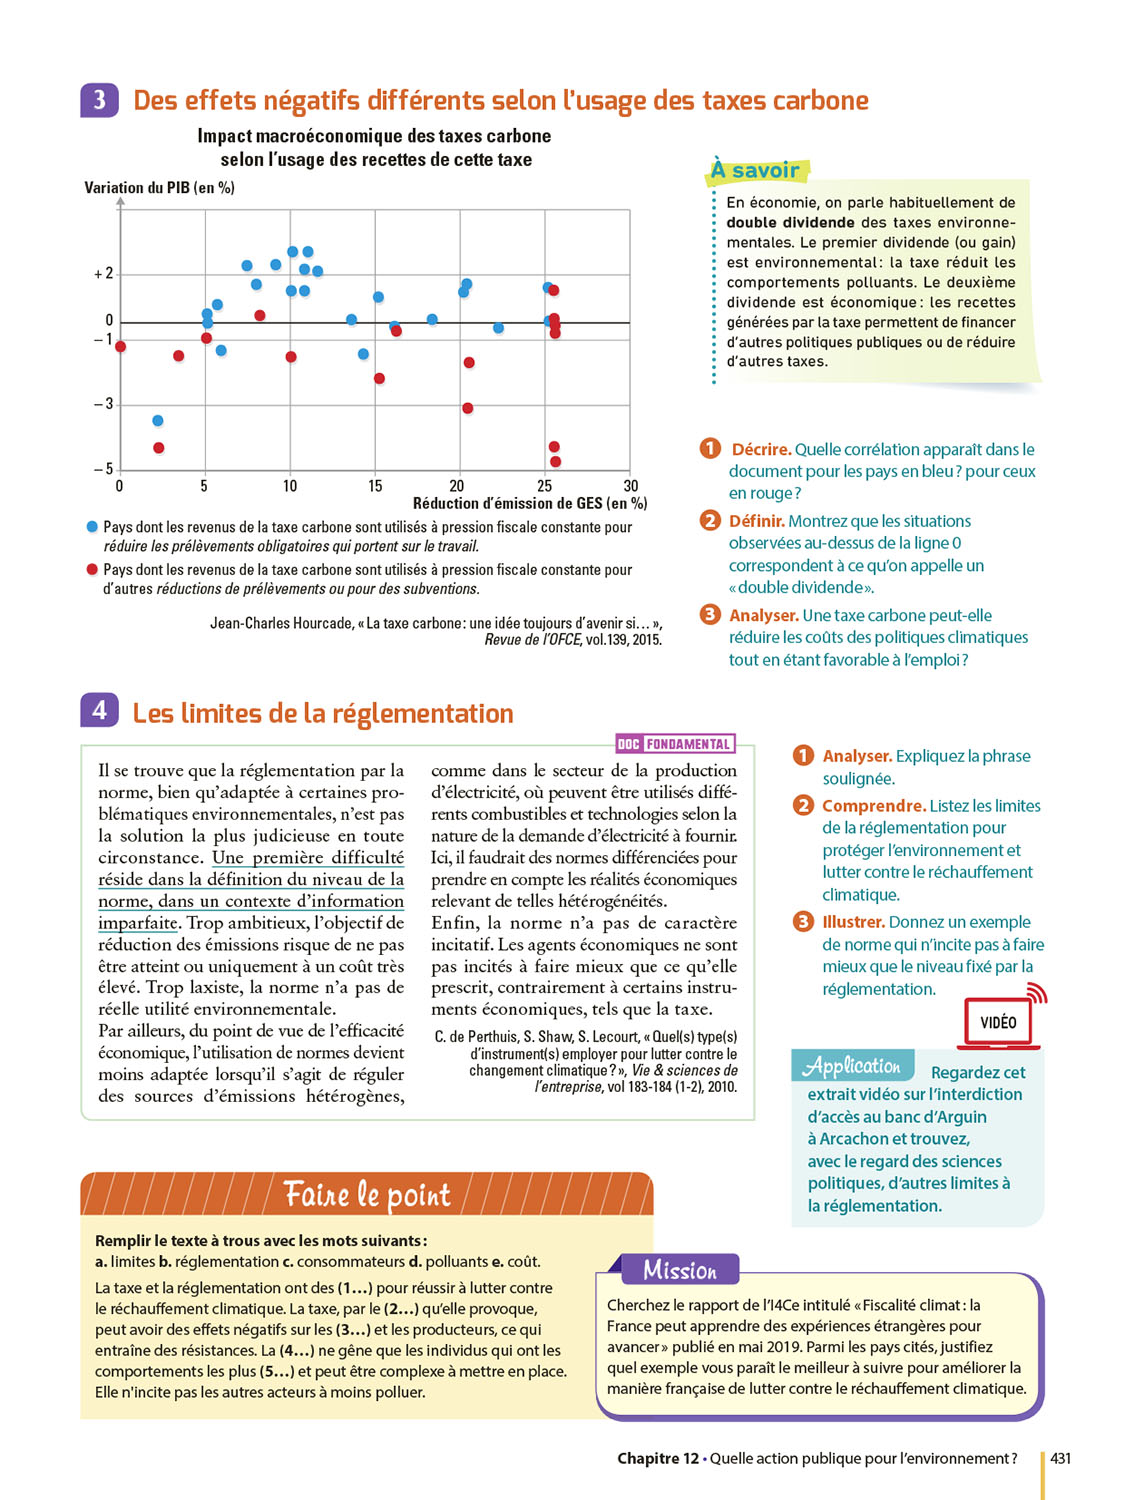 3 Des effets négatifs différents selon l'usage des taxes carbone
Impact macroéconomique des taxes carbone
selon l'usage des recettes de cette taxe
Variation du PIB (en %)
+ 2
0
– 1
– 3
– 5
0 5 10 15 20 25 30
Réduction d'émission de GES (en %)
Pays dont les revenus de la taxe carbone sont utilisés à pression fiscale constante pour
réduire les prélèvements obligatoires qui portent sur le travail.
Pays dont les revenus de la taxe carbone sont utilisés à pression fiscale constante pour
d'autres réductions de prélèvements ou pour des subventions.
Jean-Charles Hourcade, « La taxe carbone : une idée toujours d'avenir si… »,
Revue de l'OFCE, vol.139, 2015.
À savoir
En économie, on parle habituellement de
double dividende des taxes environne-
mentales. Le premier dividende (ou gain)
est environnemental : la taxe réduit les
comportements polluants. Le deuxième
dividende est économique : les recettes
générées par la taxe permettent de financer
d'autres politiques publiques ou de réduire
d'autres taxes.
1 Décrire. Quelle corrélation apparaît dans le
document pour les pays en bleu ? pour ceux
en rouge ?
2 Définir. Montrez que les situations
observées au-dessus de la ligne 0
correspondent à ce qu'on appelle un
« double dividende ».
3 Analyser. Une taxe carbone peut-elle
réduire les coûts des politiques climatiques
tout en étant favorable à l'emploi ?
4 Les limites de la réglementation
DOC FONDAMENTAL
Il se trouve que la réglementation par la
norme, bien qu'adaptée à certaines pro-
blématiques environnementales, n'est pas
la solution la plus judicieuse en toute
circonstance. Une première difficulté
réside dans la définition du niveau de la
norme, dans un contexte d'information
imparfaite. Trop ambitieux, l'objectif de
réduction des émissions risque de ne pas
être atteint ou uniquement à un coût très
élevé. Trop laxiste, la norme n'a pas de
réelle utilité environnementale.
Par ailleurs, du point de vue de l'efficacité
économique, l'utilisation de normes devient
moins adaptée lorsqu'il s'agit de réguler
des sources d'émissions hétérogènes,
comme dans le secteur de la production
d'électricité, où peuvent être utilisés diffé-
rents combustibles et technologies selon la
nature de la demande d'électricité à fournir.
Ici, il faudrait des normes différenciées pour
prendre en compte les réalités économiques
relevant de telles hétérogénéités.
Enfin, la norme n'a pas de caractère
incitatif. Les agents économiques ne sont
pas incités à faire mieux que ce qu'elle
prescrit, contrairement à certains instru-
ments économiques, tels que la taxe.
C. de Perthuis, S. Shaw, S. Lecourt, « Quel(s) type(s)
d'instrument(s) employer pour lutter contre le
changement climatique ? », Vie & sciences de
l'entreprise, vol 183-184 (1-2), 2010.
1 Analyser. Expliquez la phrase
soulignée.
2 Comprendre. Listez les limites
de la réglementation pour
protéger l'environnement et
lutter contre le réchauffement
climatique.
3 Illustrer. Donnez un exemple
de norme qui n'incite pas à faire
mieux que le niveau fixé par la
réglementation.
VIDÉO
Application Regardez cet
extrait vidéo sur l'interdiction
d'accès au banc d'Arguin
à Arcachon et trouvez,
avec le regard des sciences
politiques, d'autres limites à
la réglementation.
Faire le point
Remplir le texte à trous avec les mots suivants :
a. limites b. réglementation c. consommateurs d. polluants e. coût.
La taxe et la réglementation ont des (1…) pour réussir à lutter contre
le réchauffement climatique. La taxe, par le (2…) qu'elle provoque,
peut avoir des effets négatifs sur les (3…) et les producteurs, ce qui
entraîne des résistances. La (4…) ne gêne que les individus qui ont les
comportements les plus (5…) et peut être complexe à mettre en place.
Elle n'incite pas les autres acteurs à moins polluer.
Mission
Cherchez le rapport de l'I4Ce intitulé « Fiscalité climat : la
France peut apprendre des expériences étrangères pour
avancer » publié en mai 2019. Parmi les pays cités, justifiez
quel exemple vous paraît le meilleur à suivre pour améliorer la
manière française de lutter contre le réchauffement climatique.
Chapitre 12 • Quelle action publique pour l'environnement ? 431